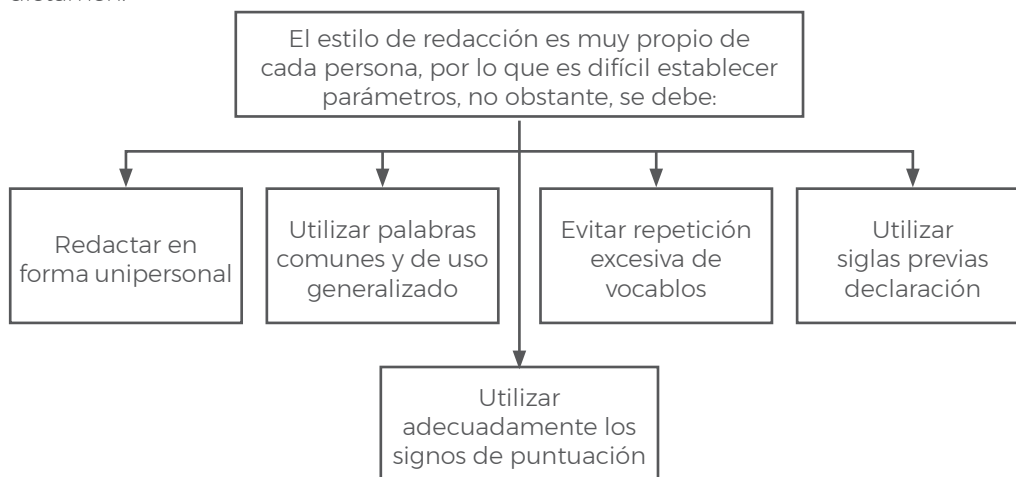 El estilo de redacción es muy propio de
cada persona, por lo que es difícil establecer
parámetros, no obstante, se debe:
Redactar en
forma unipersonal
Utilizar palabras
comunes y de uso
generalizado
Evitar repetición
excesiva de
vocablos
Utilizar
siglas previas
declaración
Utilizar
adecuadamente los
signos de puntuación